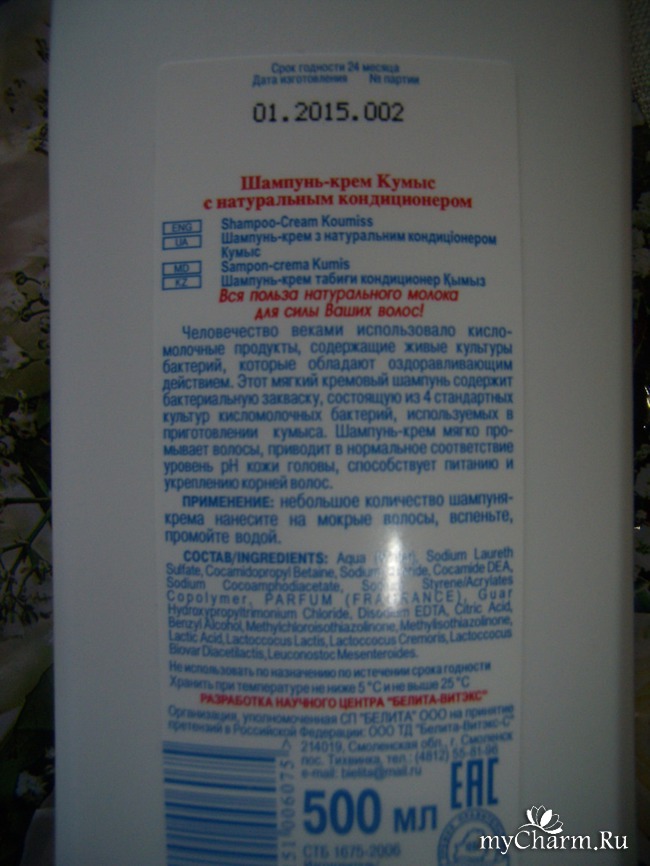 Срок годности 24 месяца
Дата изготовления № партии
01.2015.002
Шампунь-крем Кумыс
с натуральным кондиционером
ENG Shampoo-Cream Koumiss
UA Шампунь-крем з натуральним кондиціонером
Кумыс
MD Sampon-crema Kumis
KZ Шампунь-крем табиғи кондиционер Қымыз
Вся польза натурального молока
для силы Ваших волос!
Человечество веками использовало кисло-
молочные продукты, содержащие живые культуры
бактерий, которые обладают оздоравливающим
действием. Этот мягкий кремовый шампунь содержит
бактериальную закваску, состоящую из 4 стандартных
культур кисломолочных бактерий, используемых в
приготовлении кумыса. Шампунь-крем мягко про-
мывает волосы, приводит в нормальное соответствие
уровень pH кожи головы, способствует питанию и
укреплению корней волос.
ПРИМЕНЕНИЕ: небольшое количество шампуня-
крема нанесите на мокрые волосы, вспеньте,
промойте водой.
СОСТАВ/INGREDIENTS: Aqua Sodium Laureth
Sulfate, Cocamidopropyl Betaine, Cocamide DEA,
Sodium Cocoamphodiacetate, Styrene/Acrylates
Copolymer, PARFUM (FRAGRANCE), Guar
Hydroxypropyltrimonium Chloride, Disodium EDTA, Citric Acid,
Benzyl Alcohol, Methylchloroisothiazolinone, Methylisothiazolinone,
Lactic Acid, Lactococcus Lactis, Lactococcus Cremoris, Lactococcus
Biovar Diacetilactis, Leuconostoc Mesenteroides.
Не использовать по назначению по истечении срока годности
Хранить при температуре не ниже 5 °C и не выше 25 °C
РАЗРАБОТКА НАУЧНОГО ЦЕНТРА "БЕЛИТА-ВИТЭКС"
Организация, уполномоченная СП "БЕЛИТА" ООО на принятие
претензий в Российской Федерации: ООО ТД "Белита-Витэкс-С"
214019, Смоленская обл., г. Смоленск
пос. Тихвинка, тел.: (4812) 55-81-96
e-mail: bielita@mail.ru
500 мл
EAC
СТБ 1675-2006
myCharm.Ru